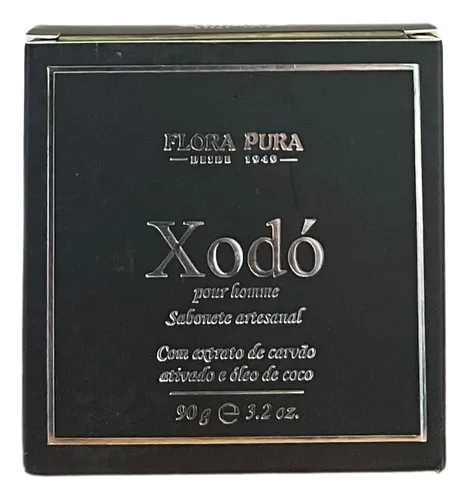 FLORA PURA
DESDE 1949
Xodó
pour homme
Sabonete artesanal
Com extrato de carvão
ativado e óleo de coco
90 g ℮ 3.2 oz.